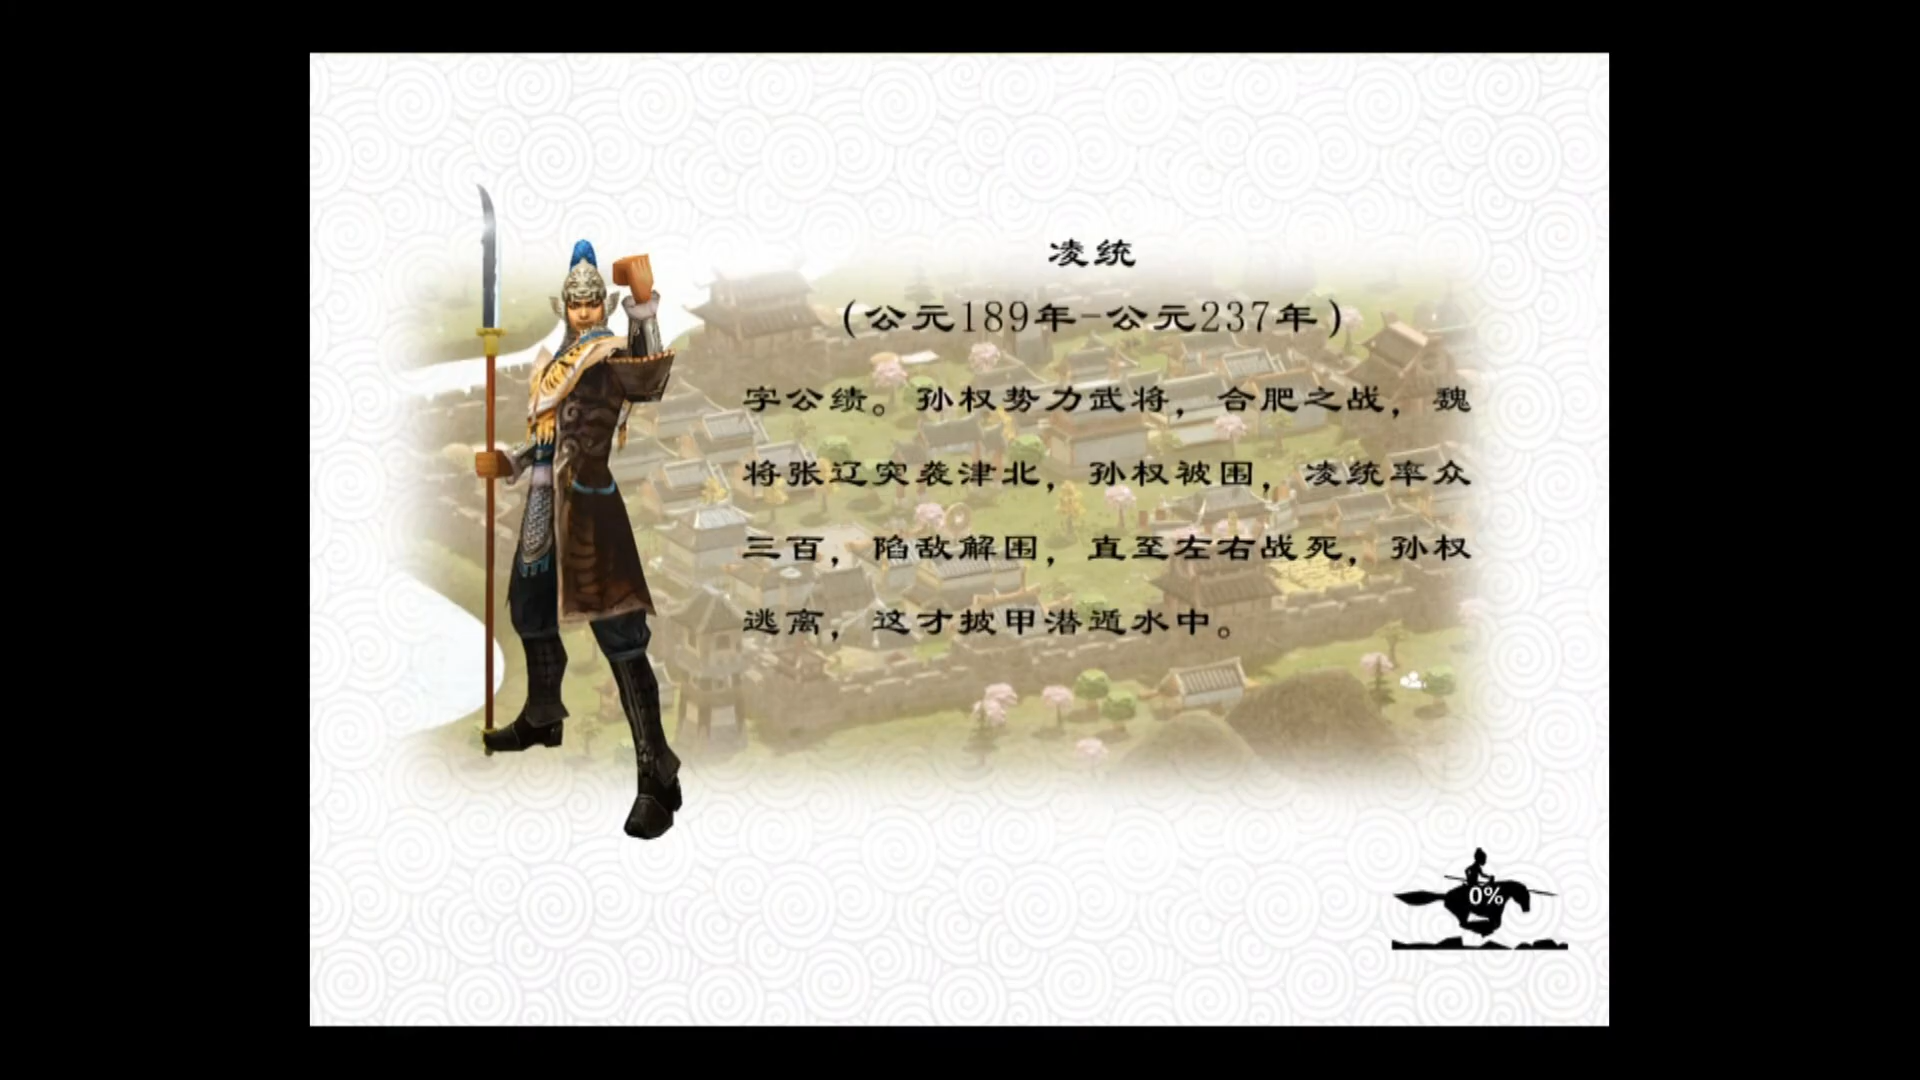 凌统
(公元189年-公元237年)
字公绩。孙权势力武将，合肥之战，魏
将张辽突袭津北，孙权被围，凌统率众
三百，陷敌解围，直至左右战死，孙权
逃离，这才披甲潜遁水中。
0%